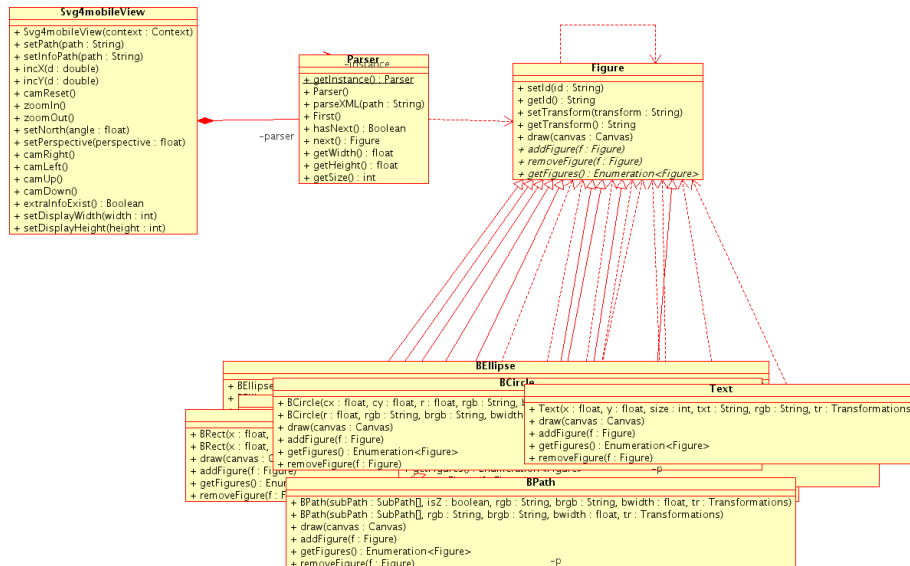 Svg4mobileView
+ Svg4mobileView(context : Context)
+ setPath(path : String)
+ setInfoPath(path : String)
+ incX(d : double)
+ incY(d : double)
+ camReset()
+ zoomIn()
+ zoomOut()
+ setNorth(angle : float)
+ setPerspective(perspective : float)
+ camRight()
+ camLeft()
+ camUp()
+ camDown()
+ extraInfoExist() : Boolean
+ setDisplayWidth(width : int)
+ setDisplayHeight(height : int)
-parser
Parser
-instance
+ getInstance() : Parser
+ Parser()
+ parseXML(path : String)
+ First()
+ hasNext() : Boolean
+ next() : Figure
+ getWidth() : float
+ getHeight() : float
+ getSize() : int
Figure
+ setId(id : String)
+ getId() : String
+ setTransform(transform : String)
+ getTransform() : String
+ draw(canvas : Canvas)
+ addFigure(f : Figure)
+ removeFigure(f : Figure)
+ getFigures() : Enumeration<Figure>
BEllipse
+ BEllipse
BCircle
+ BCircle(cx : float, cy : float, r : float, rgb : String,
+ BCircle(r : float, rgb : String, brgb : String, bwidth
+ draw(canvas : Canvas)
+ addFigure(f : Figure)
+ getFigures() : Enumeration<Figure>
+ removeFigure(f : Figure)
Text
+ Text(x : float, y : float, size : int, txt : String, rgb : String, tr : Transformations
+ draw(canvas : Canvas)
+ addFigure(f : Figure)
+ getFigures() : Enumeration<Figure>
+ removeFigure(f : Figure)
+ BRect(x : float,
+ BRect(x : float,
+ draw(canvas :
+ addFigure(f : F
+ getFigures() : Enu
+ removeFigure(f : F
-p
BPath
+ BPath(subPath : SubPath[], isZ : boolean, rgb : String, brgb : String, bwidth : float, tr : Transformations)
+ BPath(subPath : SubPath[], rgb : String, brgb : String, bwidth : float, tr : Transformations)
+ draw(canvas : Canvas)
+ addFigure(f : Figure)
+ getFigures() : Enumeration<Figure>
+ removeFigure(f : Figure)
-p